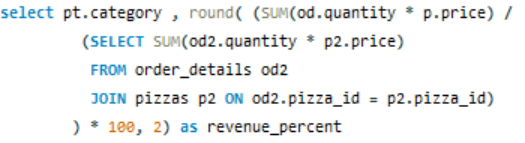 select pt.category , round( (SUM(od.quantity * p.price) /
(SELECT SUM(od2.quantity * p2.price)
FROM order_details od2
JOIN pizzas p2 ON od2.pizza_id = p2.pizza_id)
) * 100, 2) as revenue_percent